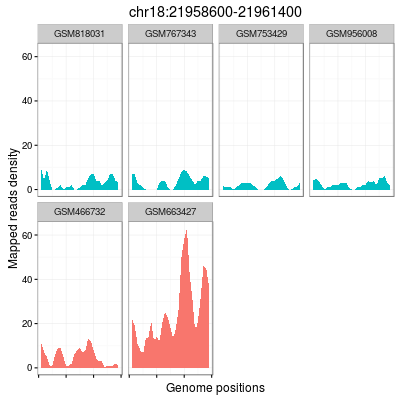 chr18:21958600-21961400
GSM818031 GSM767343 GSM753429 GSM956008
60
40
20
0
GSM466732 GSM663427
60
40
20
0
Mapped reads density
Genome positions